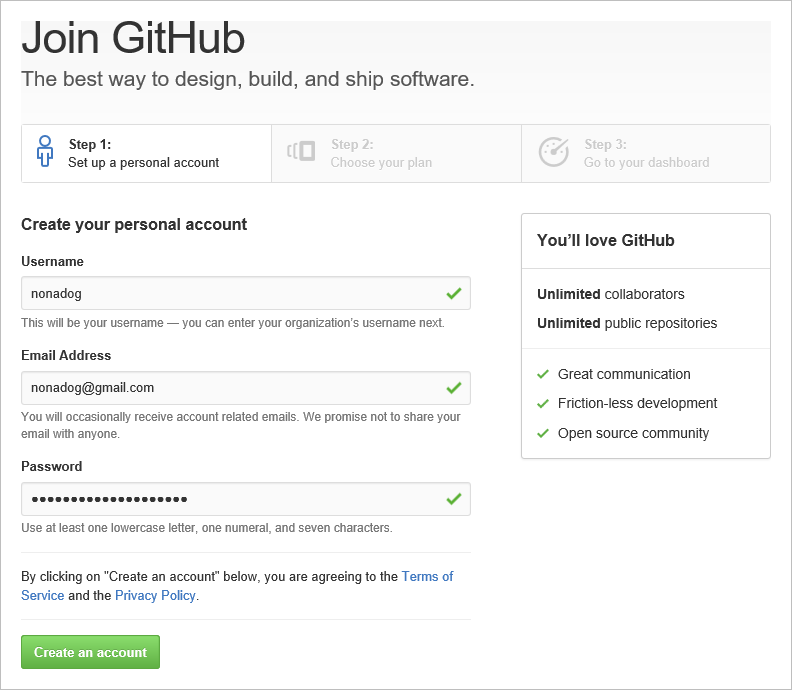 Join GitHub
The best way to design, build, and ship software.
Step 1:
Set up a personal account
Step 2:
Choose your plan
Step 3:
Go to your dashboard
Create your personal account
Username
nonadog
This will be your username — you can enter your organization's username next.
Email Address
nonadog@gmail.com
You will occasionally receive account related emails. We promise not to share your
email with anyone.
Password
••••••••••••••••••••
Use at least one lowercase letter, one numeral, and seven characters.
By clicking on "Create an account" below, you are agreeing to the Terms of
Service and the Privacy Policy.
Create an account
You'll love GitHub
Unlimited collaborators
Unlimited public repositories
Great communication
Friction-less development
Open source community